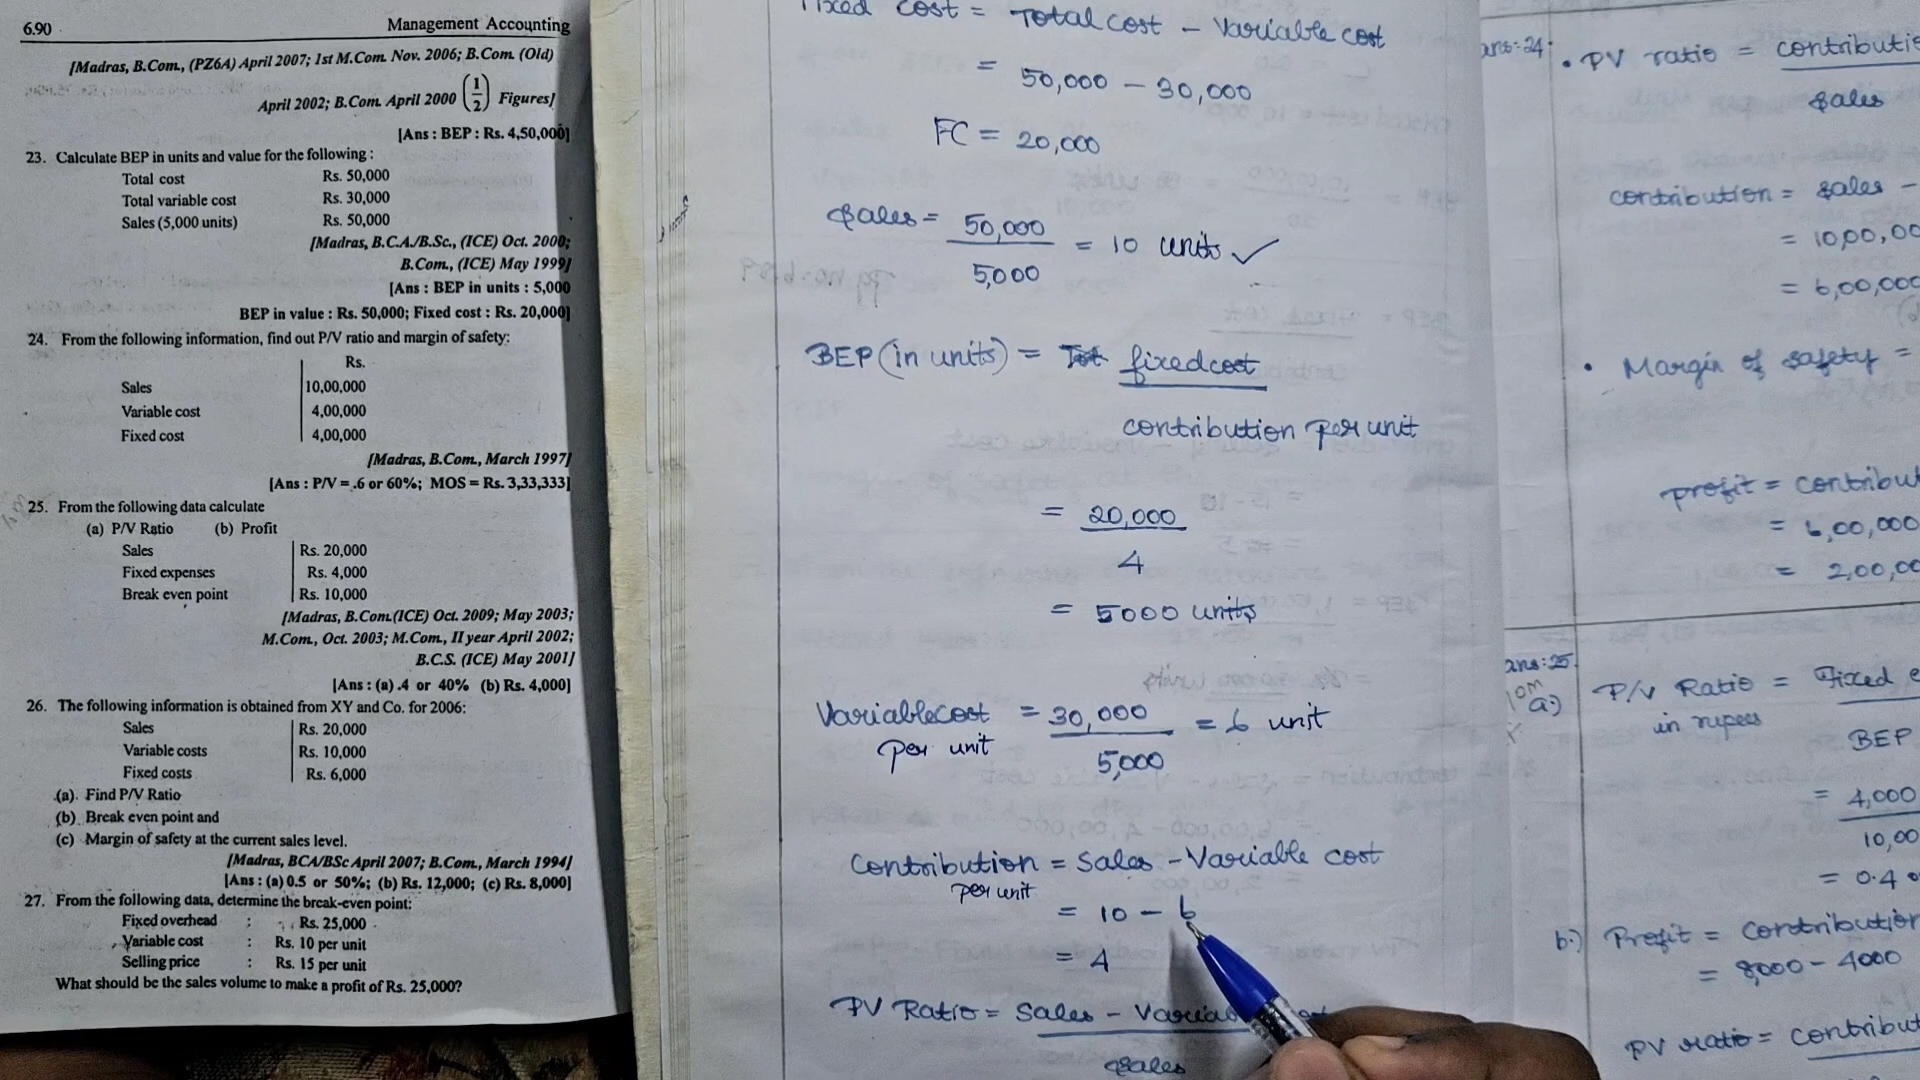 6.90
Management Accounting
[Madras, B.Com., (PZ6A) April 2007; 1st M.Com. Nov. 2006; B.Com. (Old)
April 2002; B.Com. April 2000 (1/2) Figures]
[Ans : BEP : Rs. 4,50,000]
23. Calculate BEP in units and value for the following :
Total cost Rs. 50,000
Total variable cost Rs. 30,000
Sales (5,000 units) Rs. 50,000
[Madras, B.C.A./B.Sc., (ICE) Oct. 2000;
B.Com., (ICE) May 1999]
[Ans : BEP in units : 5,000
BEP in value : Rs. 50,000; Fixed cost : Rs. 20,000]
24. From the following information, find out P/V ratio and margin of safety:
Rs.
Sales 10,00,000
Variable cost 4,00,000
Fixed cost 4,00,000
[Madras, B.Com., March 1997]
[Ans : P/V = .6 or 60%; MOS = Rs. 3,33,333]
25. From the following data calculate
(a) P/V Ratio (b) Profit
Sales Rs. 20,000
Fixed expenses Rs. 4,000
Break even point Rs. 10,000
[Madras, B.Com.(ICE) Oct. 2009; May 2003;
M.Com., Oct. 2003; M.Com., II year April 2002;
B.C.S. (ICE) May 2001]
[Ans : (a) .4 or 40% (b) Rs. 4,000]
26. The following information is obtained from XY and Co. for 2006:
Sales Rs. 20,000
Variable costs Rs. 10,000
Fixed costs Rs. 6,000
(a). Find P/V Ratio
(b). Break even point and
(c) Margin of safety at the current sales level.
[Madras, BCA/BSc April 2007; B.Com., March 1994]
[Ans : (a) 0.5 or 50%; (b) Rs. 12,000; (c) Rs. 8,000]
27. From the following data, determine the break-even point:
Fixed overhead : Rs. 25,000
Variable cost : Rs. 10 per unit
Selling price : Rs. 15 per unit
What should be the sales volume to make a profit of Rs. 25,000?
Fixed cost = Total cost - Variable cost
= 50,000 - 30,000
FC = 20,000
Sales = 50,000
5,000
= 10 units ✓
BEP (in units) = fixed cost
contribution per unit
= 20,000
4
= 5000 units
Variable cost per unit = 30,000
5,000
= 6 unit
Contribution per unit = Sales - Variable cost
= 10 - 6
= 4
PV Ratio = Sales -
Sales
ans: 24
• PV ratio =
Sales
contribution = Sales -
=
=
• Margin of safety =
profit =
=
=
ans: 25
10m
a:) P/V Ratio in rupees = Fixed
BEP
= 4,000
= 0.4
b:) Profit = Contribution
= 8,000 - 4000
PV ratio =